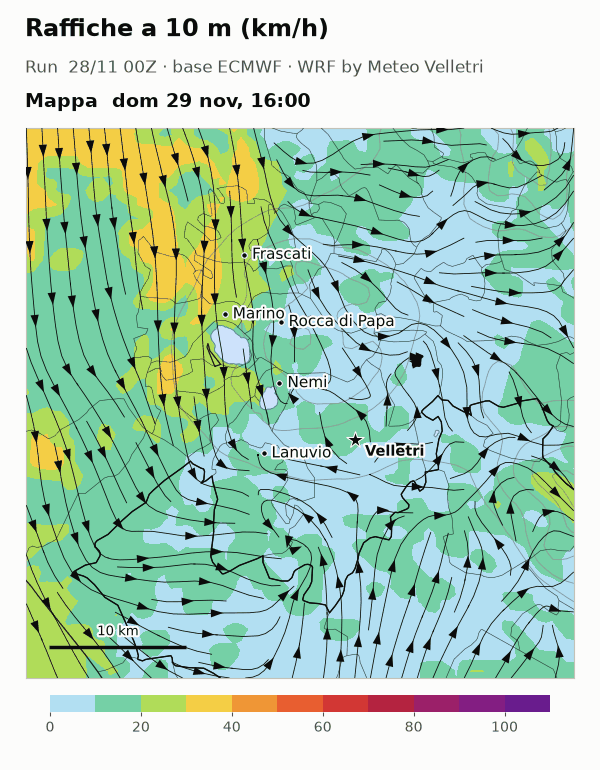 Raffiche a 10 m (km/h)
Run  28/11 00Z · base ECMWF · WRF by Meteo Velletri
Mappa  dom 29 nov, 16:00
Frascati
Marino
Rocca di Papa
Nemi
Velletri
Lanuvio
10 km
0 20 40 60 80 100